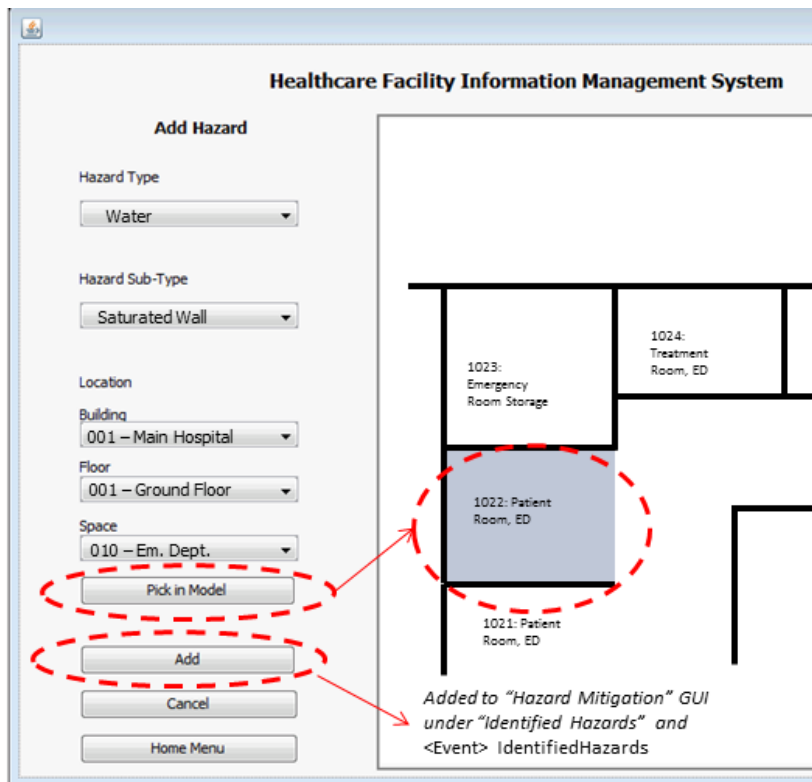 Healthcare Facility Information Management System
Add Hazard
Hazard Type
Water
Hazard Sub-Type
Saturated Wall
Location
Building
001 – Main Hospital
Floor
001 – Ground Floor
Space
010 – Em. Dept.
Pick in Model
Add
Cancel
Home Menu
1023:
Emergency
Room Storage
1024:
Treatment
Room, ED
1022: Patient
Room, ED
1021: Patient
Room, ED
Added to “Hazard Mitigation” GUI
under “Identified Hazards” and
<Event> IdentifiedHazards